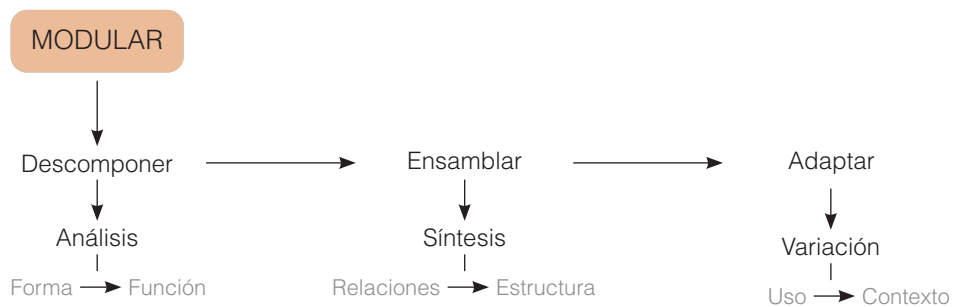 MODULAR
Descomponer
Ensamblar
Adaptar
Análisis
Síntesis
Variación
Forma Función
Relaciones Estructura
Uso Contexto